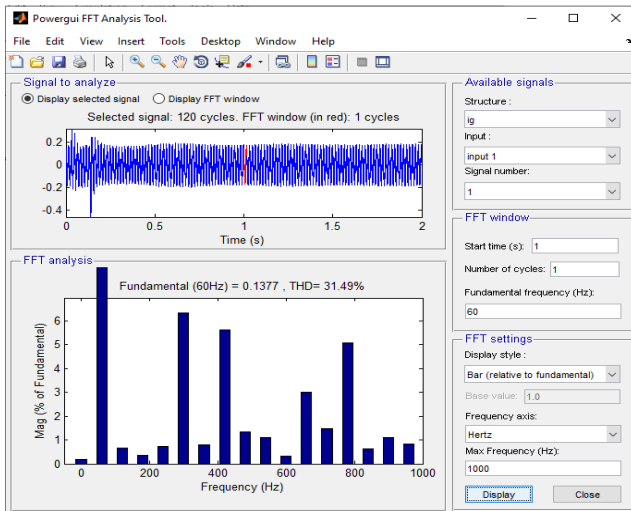 Powergui FFT Analysis Tool.
File Edit View Insert Tools Desktop Window Help
Signal to analyze
Display selected signal Display FFT window
Selected signal: 120 cycles. FFT window (in red): 1 cycles
0.2
0
-0.2
-0.4
0 0.5 1 1.5 2
Time (s)
FFT analysis
Fundamental (60Hz) = 0.1377 , THD= 31.49%
Mag (% of Fundamental)
6
5
4
3
2
1
0
0 200 400 600 800 1000
Frequency (Hz)
Available signals
Structure :
ig
Input :
input 1
Signal number:
1
FFT window
Start time (s): 1
Number of cycles: 1
Fundamental frequency (Hz):
60
FFT settings
Display style :
Bar (relative to fundamental)
Base value: 1.0
Frequency axis:
Hertz
Max Frequency (Hz):
1000
Display Close